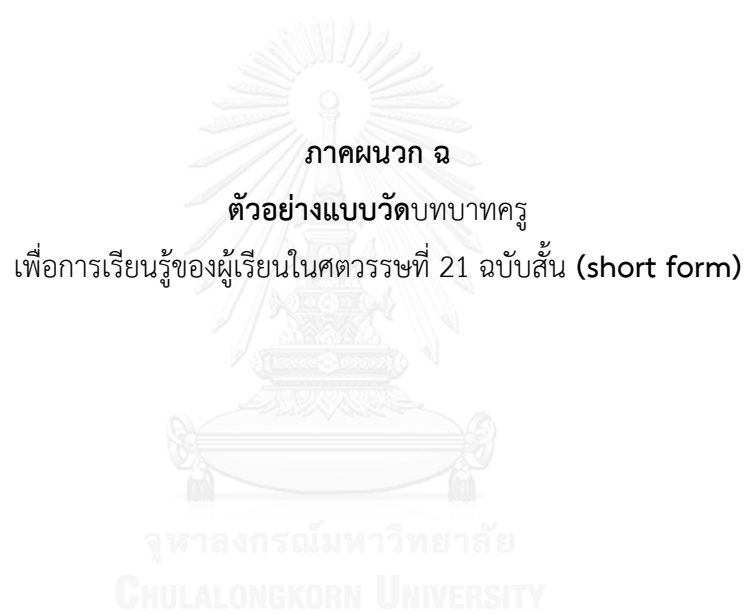 ภาคผนวก ฉ
ตัวอย่างแบบวัดบทบาทครู
เพื่อการเรียนรู้ของผู้เรียนในศตวรรษที่ 21 ฉบับสั้น (short form)
จุฬาลงกรณ์มหาวิทยาลัย
CHULALONGKORN UNIVERSITY